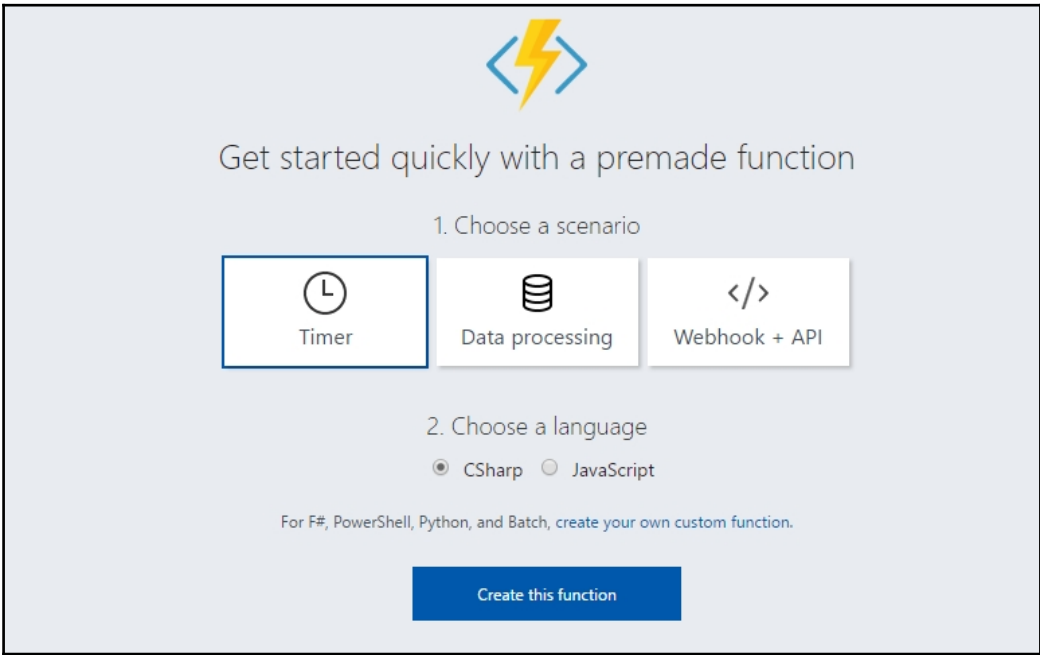 Get started quickly with a premade function
1. Choose a scenario
Timer
Data processing
Webhook + API
2. Choose a language
CSharp JavaScript
For F#, PowerShell, Python, and Batch, create your own custom function.
Create this function